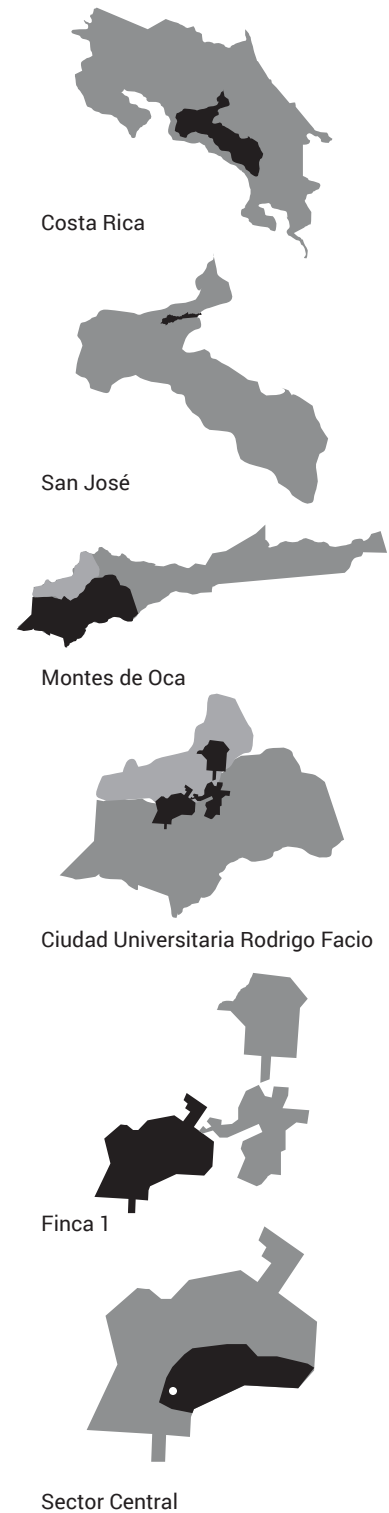 Costa Rica
San José
Montes de Oca
Ciudad Universitaria Rodrigo Facio
Finca 1
Sector Central